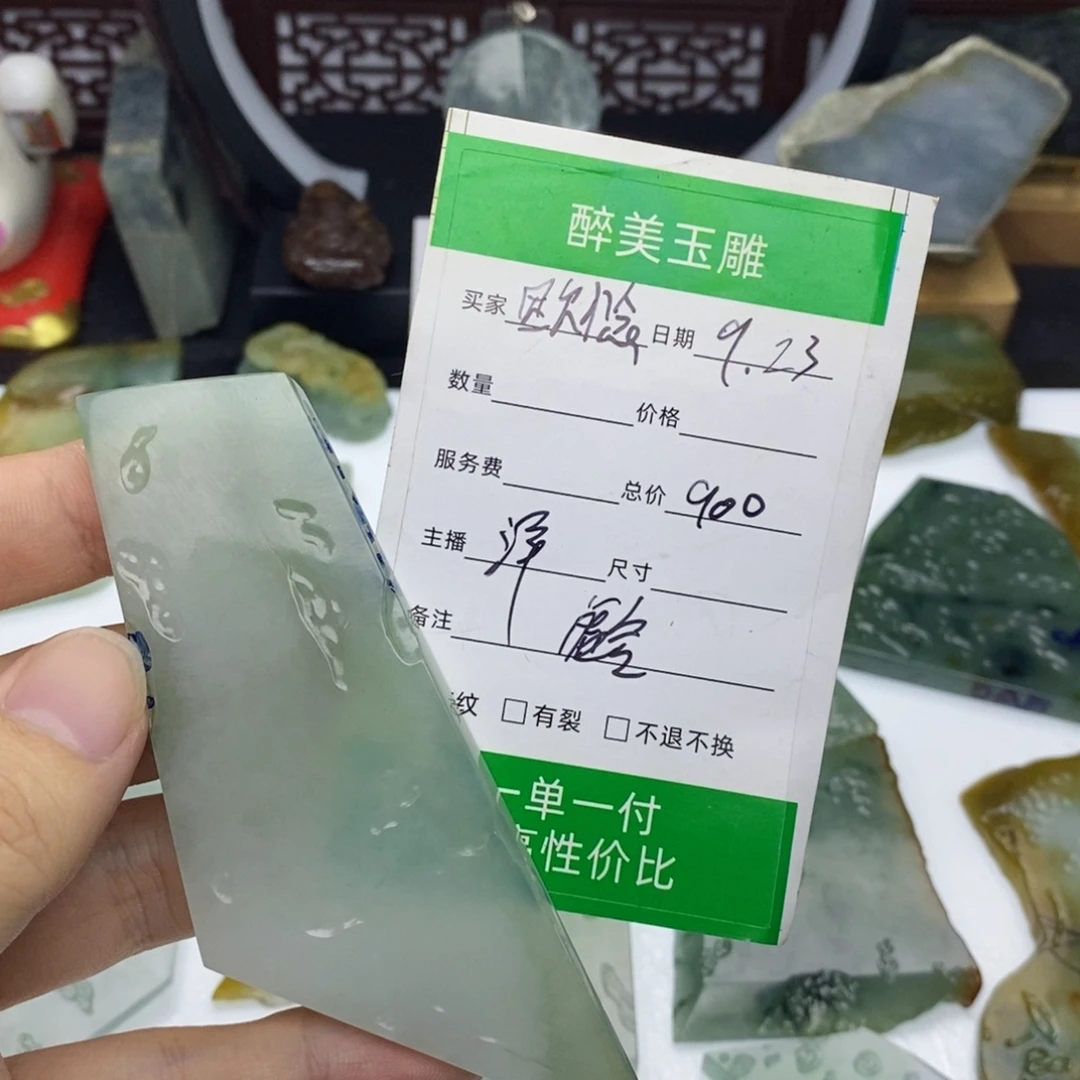 醉美玉雕
买家 日期 9.23
数量 价格
服务费 总价 900
主播 尺寸
备注
纹 □有裂 □不退不换
一单一付
高性价比